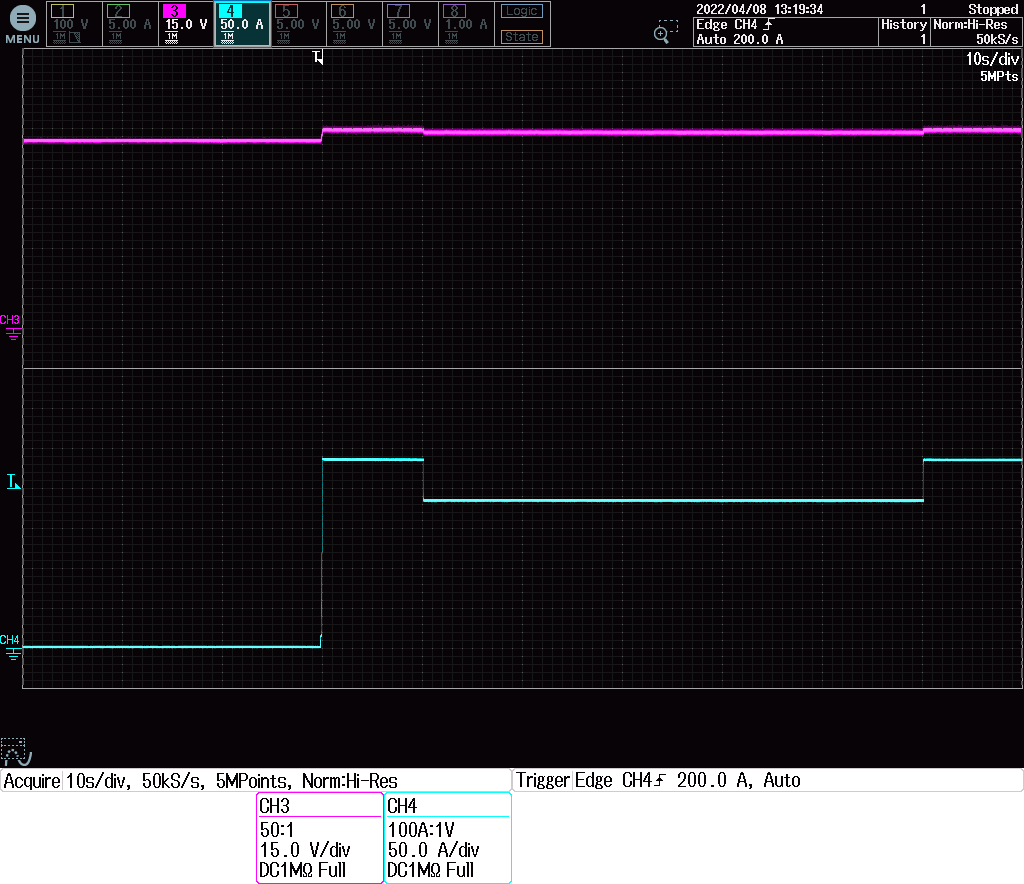 MENU
1 2 3 4 5 6 7 8 Logic
100 V 5.00 A 15.0 V 50.0 A 5.00 V 5.00 V 5.00 V 1.00 A
1M 1M 1M 1M 1M 1M 1M 1M State
2022/04/08 13:19:34 1 Stopped
Edge CH4 History Norm:Hi-Res
Auto 200.0 A 1 50kS/s
T 10s/div
5MPts
CH3
T
CH4
Acquire 10s/div, 50kS/s, 5MPoints, Norm:Hi-Res Trigger Edge CH4 200.0 A, Auto
CH3 CH4
50:1 100A:1V
15.0 V/div 50.0 A/div
DC1MΩ Full DC1MΩ Full